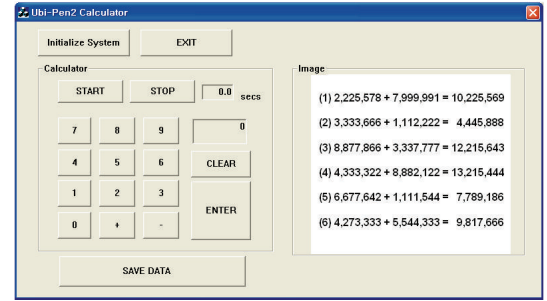 Ubi-Pen2 Calculator
Initialize System
EXIT
Calculator
START
STOP
0.0
secs
7
8
9
0
4
5
6
CLEAR
1
2
3
ENTER
0
+
-
SAVE DATA
Image
(1) 2,225,578 + 7,999,991 = 10,225,569
(2) 3,333,666 + 1,112,222 = 4,445,888
(3) 8,877,866 + 3,337,777 = 12,215,643
(4) 4,333,322 + 8,882,122 = 13,215,444
(5) 6,677,642 + 1,111,544 = 7,789,186
(6) 4,273,333 + 5,544,333 = 9,817,666